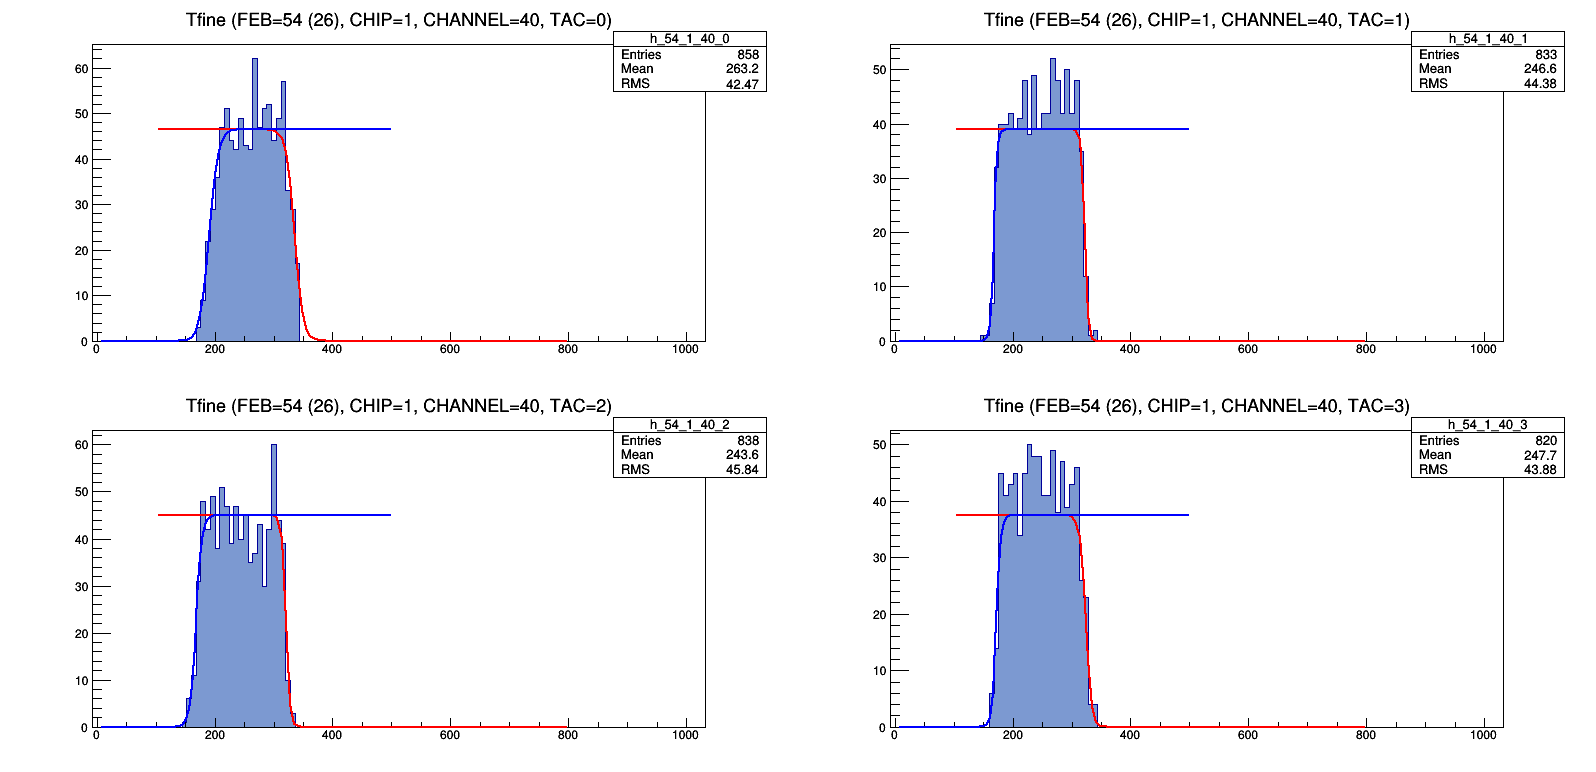 Tfine (FEB=54 (26), CHIP=1, CHANNEL=40, TAC=0)
h_54_1_40_0
Entries 858
Mean 263.2
RMS 42.47
60
50
40
30
20
10
0
0 200 400 600 800 1000
Tfine (FEB=54 (26), CHIP=1, CHANNEL=40, TAC=1)
h_54_1_40_1
Entries 833
Mean 246.6
RMS 44.38
50
40
30
20
10
0
0 200 400 600 800 1000
Tfine (FEB=54 (26), CHIP=1, CHANNEL=40, TAC=2)
h_54_1_40_2
Entries 838
Mean 243.6
RMS 45.84
60
50
40
30
20
10
0
0 200 400 600 800 1000
Tfine (FEB=54 (26), CHIP=1, CHANNEL=40, TAC=3)
h_54_1_40_3
Entries 820
Mean 247.7
RMS 43.88
50
40
30
20
10
0
0 200 400 600 800 1000